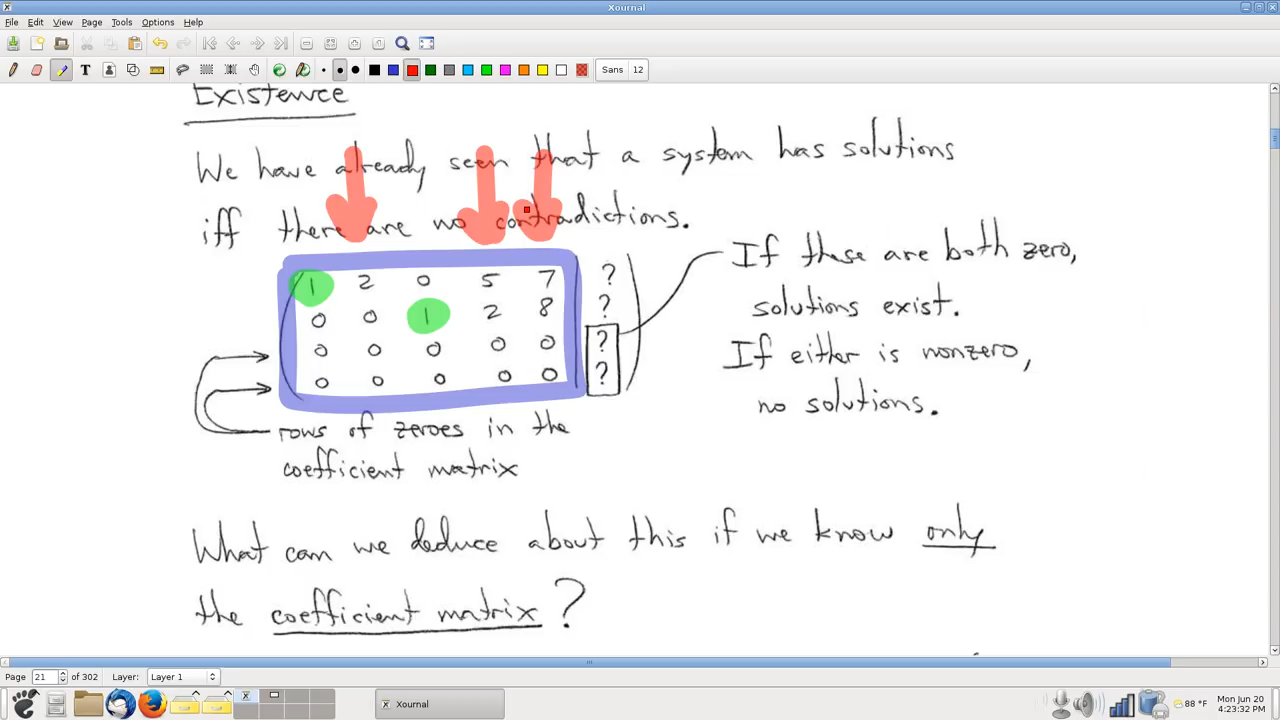 Xournal
File Edit View Page Tools Options Help
Sans 12
Existence
We have already seen that a system has solutions
iff there are no contradictions.
1 2 0 5 7 ?
0 0 1 2 8 ?
0 0 0 0 0 ?
0 0 0 0 0 ?
If these are both zero,
solutions exist.
If either is nonzero,
no solutions.
rows of zeroes in the
coefficient matrix
What can we deduce about this if we know only
the coefficient matrix?
Page 21 of 302 Layer: Layer 1
Xournal
88 °F
Mon Jun 20
4:23:32 PM